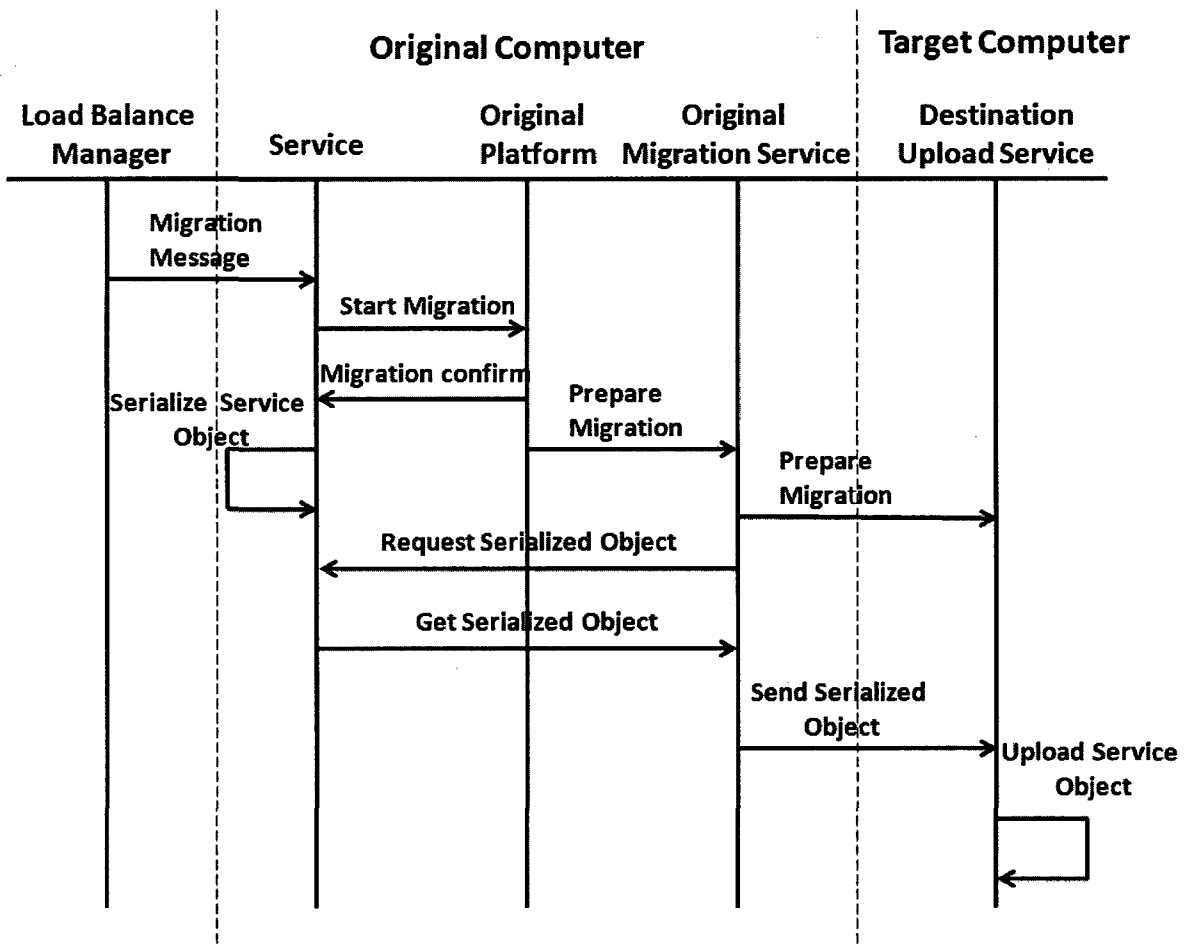 Original Computer
Target Computer
Load Balance
Manager
Service
Original
Platform
Original
Migration Service
Destination
Upload Service
Migration
Message
Start Migration
Migration confirm
Serialize Service
Object
Prepare
Migration
Prepare
Migration
Request Serialized Object
Get Serialized Object
Send Serialized
Object
Upload Service
Object